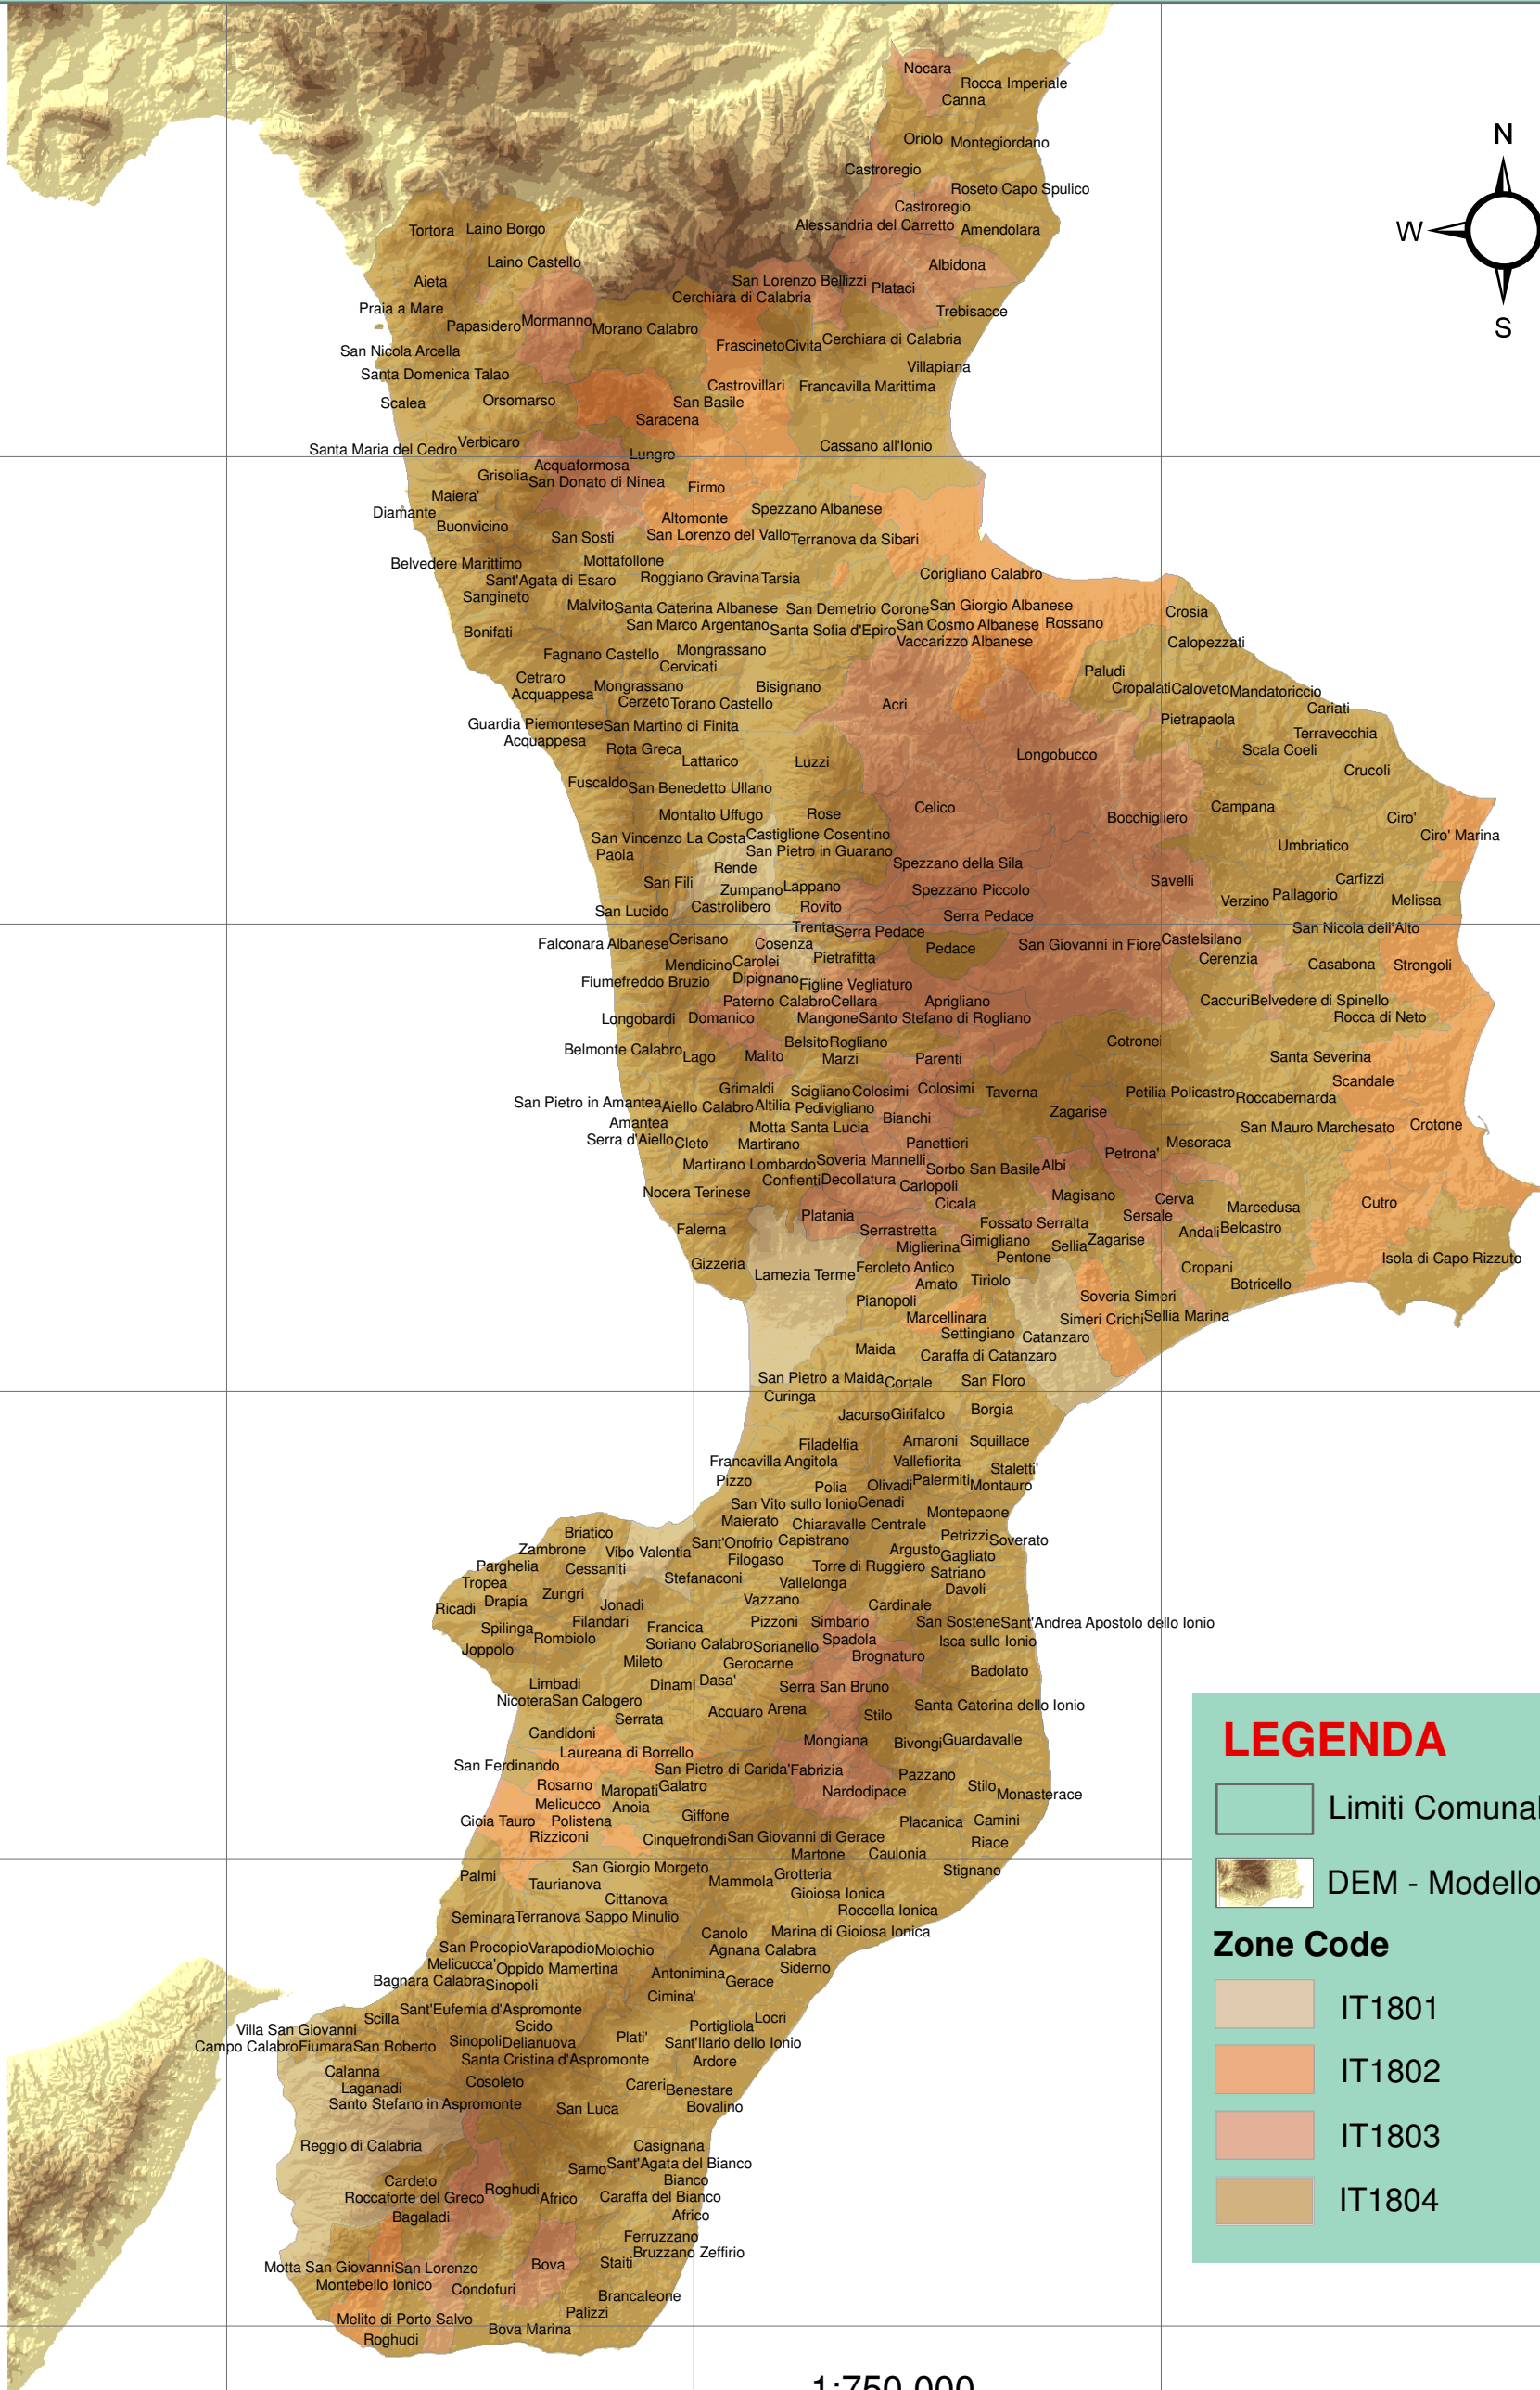 Nocara
Rocca Imperiale
Canna
N
Oriolo
Montegiordano
Castroregio
Roseto Capo Spulico
Castroregio
Alessandria del Carretto
Amendolara
Tortora
Laino Borgo
W
Laino Castello
Albidona
Aieta
San Lorenzo Bellizzi
Plataci
Cerchiara di Calabria
Praia a Mare
Trebisacce
Papasidero
Mormanno
Morano Calabro
S
Frascineto
Civita
Cerchiara di Calabria
San Nicola Arcella
Villapiana
Santa Domenica Talao
Castrovillari
Francavilla Marittima
Scalea
Orsomarso
San Basile
Saracena
Santa Maria del Cedro
Verbicaro
Cassano all'Ionio
Lungro
Acquaformosa
Grisolia
San Donato di Ninea
Firmo
Maiera'
Diamante
Spezzano Albanese
Buonvicino
Altomonte
San Sosti
San Lorenzo del Vallo
Terranova da Sibari
Belvedere Marittimo
Mottafollone
Corigliano Calabro
Sant'Agata di Esaro
Roggiano Gravina
Tarsia
Sangineto
Malvito
Santa Caterina Albanese
San Demetrio Corone
San Giorgio Albanese
Crosia
San Marco Argentano
Santa Sofia d'Epiro
San Cosmo Albanese
Rossano
Bonifati
Vaccarizzo Albanese
Calopezzati
Fagnano Castello
Mongrassano
Cervicati
Paludi
Cetraro
Mongrassano
Bisignano
Cropalati
Caloveto
Mandatoriccio
Acquappesa
Cerzeto
Torano Castello
Acri
Cariati
Guardia Piemontese
San Martino di Finita
Pietrapaola
Acquappesa
Terravecchia
Rota Greca
Scala Coeli
Lattarico
Luzzi
Longobucco
Crucoli
Fuscaldo
San Benedetto Ullano
Celico
Campana
Montalto Uffugo
Rose
Bocchigliero
Ciro'
San Vincenzo La Costa
Castiglione Cosentino
Ciro' Marina
Paola
San Pietro in Guarano
Umbriatico
Rende
Spezzano della Sila
San Fili
Zumpano
Lappano
Spezzano Piccolo
Savelli
Carfizzi
Pallagorio
Castrolibero
Rovito
Verzino
Melissa
San Lucido
Serra Pedace
Trenta
Serra Pedace
San Nicola dell'Alto
Falconara Albanese
Cerisano
Cosenza
Pedace
San Giovanni in Fiore
Castelsilano
Mendicino
Carolei
Pietrafitta
Cerenzia
Casabona
Strongoli
Fiumefreddo Bruzio
Dipignano
Figline Vegliaturo
Paterno Calabro
Cellara
Aprigliano
Caccuri
Belvedere di Spinello
Longobardi
Domanico
Mangone
Santo Stefano di Rogliano
Rocca di Neto
Belmonte Calabro
Lago
Malito
Belsito
Rogliano
Marzi
Parenti
Cotronei
Santa Severina
Scandale
Grimaldi
Scigliano
Colosimi
Colosimi
Taverna
Petilia Policastro
Roccabernarda
San Pietro in Amantea
Aiello Calabro
Altilia
Pedivigliano
Zagarise
Amantea
Bianchi
Motta Santa Lucia
San Mauro Marchesato
Crotone
Serra d'Aiello
Cleto
Martirano
Panettieri
Mesoraca
Martirano Lombardo
Soveria Mannelli
Petrona'
Sorbo San Basile
Albi
Conflenti
Decollatura
Carlopoli
Nocera Terinese
Cicala
Magisano
Cerva
Marcedusa
Cutro
Platania
Sersale
Falerna
Serrastretta
Fossato Serralta
Andali
Belcastro
Miglierina
Gimigliano
Sellia
Zagarise
Pentone
Isola di Capo Rizzuto
Gizzeria
Lamezia Terme
Feroleto Antico
Cropani
Amato
Tiriolo
Botricello
Pianopoli
Soveria Simeri
Marcellinara
Simeri Crichi
Sellia Marina
Settingiano
Catanzaro
Maida
Caraffa di Catanzaro
San Pietro a Maida
Cortale
San Floro
Curinga
Jacurso
Girifalco
Borgia
Filadelfia
Amaroni
Squillace
Francavilla Angitola
Vallefiorita
Staletti'
Pizzo
Polia
Olivadi
Palermiti
Montauro
San Vito sullo Ionio
Cenadi
Montepaone
Maierato
Chiaravalle Centrale
Briatico
Petrizzi
Soverato
Zambrone
Vibo Valentia
Sant'Onofrio
Capistrano
Argusto
Gagliato
Parghelia
Cessaniti
Filogaso
Torre di Ruggiero
Satriano
Tropea
Stefanaconi
Vallelonga
Davoli
Ricadi
Drapia
Zungri
Jonadi
Vazzano
Cardinale
Spilinga
Filandari
Francica
Pizzoni
Simbario
San Sostene
Sant'Andrea Apostolo dello Ionio
Joppolo
Rombiolo
Soriano Calabro
Sorianello
Spadola
Isca sullo Ionio
Mileto
Gerocarne
Brognaturo
Badolato
Limbadi
Dinami
Dasa'
Serra San Bruno
Nicotera
San Calogero
Santa Caterina dello Ionio
Serrata
Acquaro
Arena
Stilo
Candidoni
Mongiana
Bivongi
Guardavalle
Laureana di Borrello
San Ferdinando
San Pietro di Carida'
Fabrizia
Pazzano
Rosarno
Maropati
Galatro
Nardodipace
Stilo
Monasterace
Melicucco
Anoia
Giffone
Gioia Tauro
Polistena
Placanica
Camini
Rizziconi
Cinquefrondi
San Giovanni di Gerace
Riace
Martone
Caulonia
Palmi
San Giorgio Morgeto
Grotteria
Stignano
Taurianova
Mammola
Cittanova
Gioiosa Ionica
Roccella Ionica
Seminara
Terranova Sappo Minulio
Canolo
Marina di Gioiosa Ionica
San Procopio
Varapodio
Molochio
Agnana Calabra
Melicucca'
Oppido Mamertina
Antonimina
Siderno
Bagnara Calabra
Sinopoli
Gerace
Cimina'
Sant'Eufemia d'Aspromonte
Scilla
Scido
Portigliola
Locri
Villa San Giovanni
Sinopoli
Delianuova
Plati'
Sant'Ilario dello Ionio
Campo Calabro
Fiumara
San Roberto
Santa Cristina d'Aspromonte
Ardore
Calanna
Cosoleto
Careri
Benestare
Laganadi
Santo Stefano in Aspromonte
San Luca
Bovalino
Reggio di Calabria
Casignana
Samo
Sant'Agata del Bianco
Cardeto
Bianco
Roccaforte del Greco
Roghudi
Africo
Caraffa del Bianco
Bagaladi
Africo
Ferruzzano
Bruzzano Zeffirio
Motta San Giovanni
San Lorenzo
Bova
Staiti
Montebello Ionico
Condofuri
Brancaleone
Melito di Porto Salvo
Palizzi
Roghudi
Bova Marina
LEGENDA
Limiti Comunal
DEM - Modello
Zone Code
IT1801
IT1802
IT1803
IT1804
1:750.000